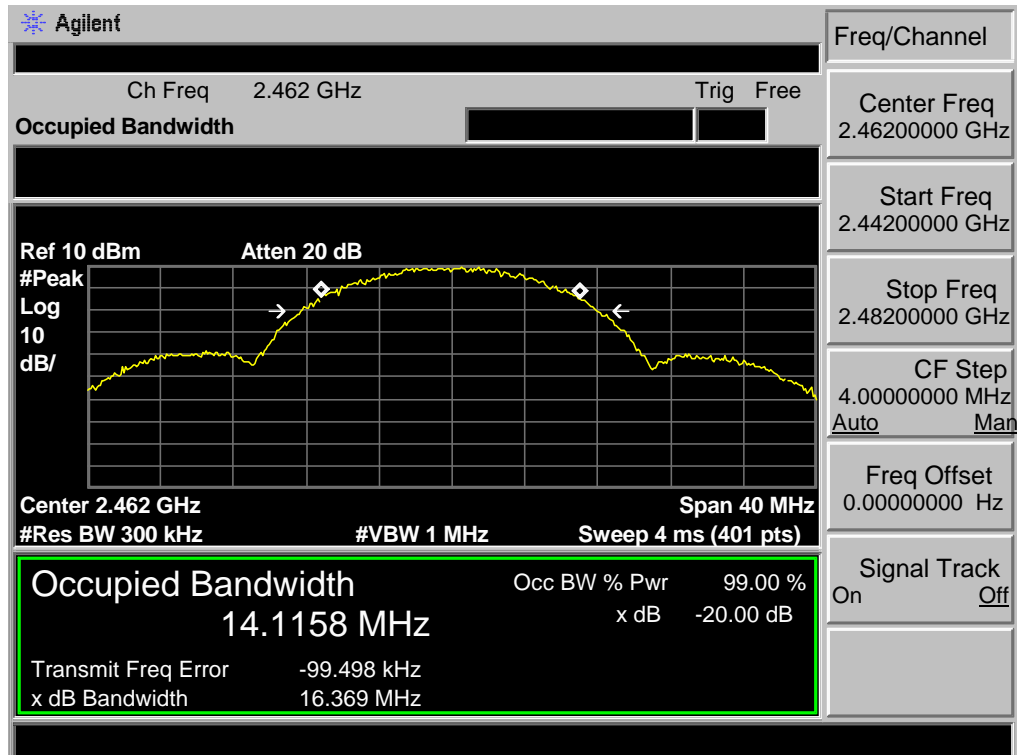 Agilent
Freq/Channel
Ch Freq 2.462 GHz Trig Free
Occupied Bandwidth
Center Freq
2.46200000 GHz
Start Freq
2.44200000 GHz
Stop Freq
2.48200000 GHz
CF Step
4.00000000 MHz
Auto Man
Freq Offset
0.00000000 Hz
Signal Track
On Off
Ref 10 dBm Atten 20 dB
#Peak
Log
10
dB/
Center 2.462 GHz Span 40 MHz
#Res BW 300 kHz #VBW 1 MHz Sweep 4 ms (401 pts)
Occupied Bandwidth Occ BW % Pwr 99.00 %
14.1158 MHz x dB -20.00 dB
Transmit Freq Error -99.498 kHz
x dB Bandwidth 16.369 MHz